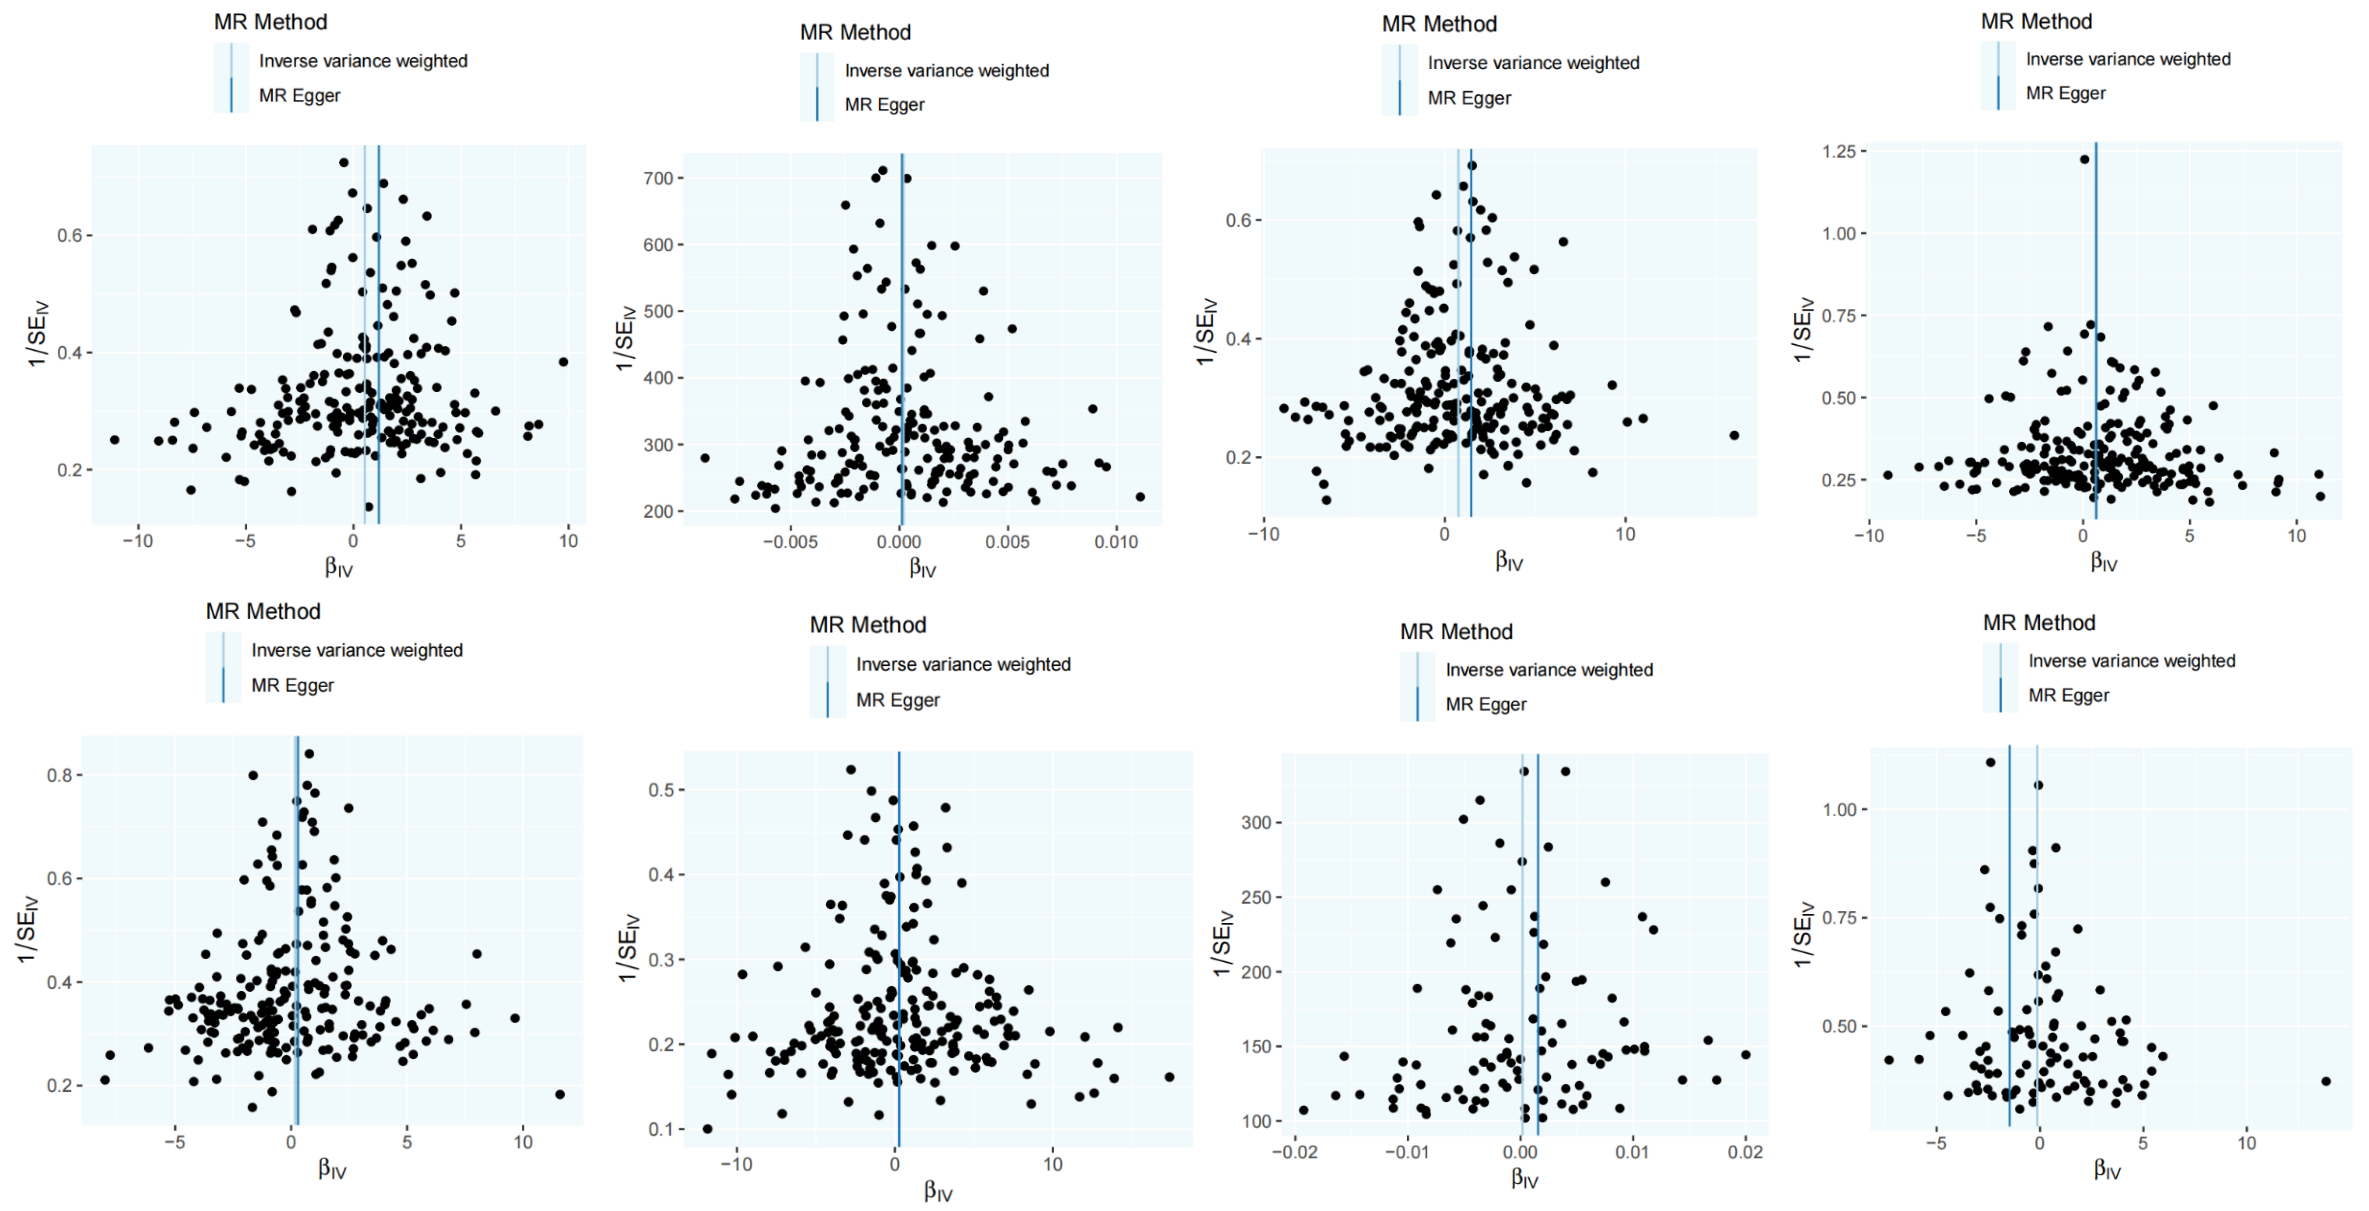 MR Method
Inverse variance weighted
MR Egger
1/SEIV
0.6
0.4
0.2
−10 −5 0 5 10
βIV
MR Method
Inverse variance weighted
MR Egger
1/SEIV
700
600
500
400
300
200
−0.005 0.000 0.005 0.010
βIV
MR Method
Inverse variance weighted
MR Egger
1/SEIV
0.6
0.4
0.2
−10 0 10
βIV
MR Method
Inverse variance weighted
MR Egger
1/SEIV
1.25
1.00
0.75
0.50
0.25
−10 −5 0 5 10
βIV
MR Method
Inverse variance weighted
MR Egger
1/SEIV
0.8
0.6
0.4
0.2
−5 0 5 10
βIV
MR Method
Inverse variance weighted
MR Egger
1/SEIV
0.5
0.4
0.3
0.2
0.1
−10 0 10
βIV
MR Method
Inverse variance weighted
MR Egger
1/SEIV
300
250
200
150
100
−0.02 −0.01 0.00 0.01 0.02
βIV
MR Method
Inverse variance weighted
MR Egger
1/SEIV
1.00
0.75
0.50
−5 0 5 10
βIV